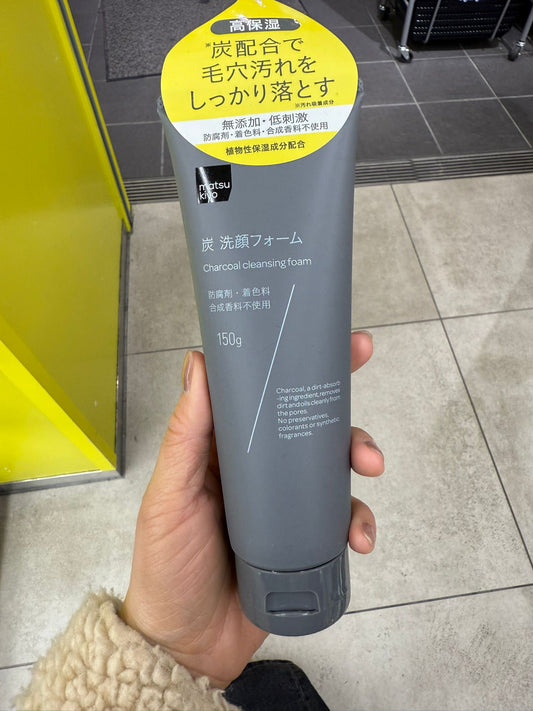 高保湿
※炭配合で
毛穴汚れを
しっかり落とす
※汚れ吸着成分
無添加・低刺激
防腐剤・着色料・合成香料不使用
植物性保湿成分配合
matsu
kiyo
炭 洗顔フォーム
Charcoal cleansing foam
防腐剤・着色料
合成香料不使用
150g
Charcoal, a dirt-absorb
-ing ingredient, removes
dirt and oils cleanly from
the pores.
No preservatives,
colorants or synthetic
fragrances.